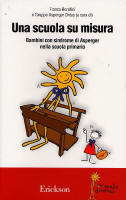 Franca Bonifini
e Gruppo Asperger Onlus (a cura di)
Una scuola su misura
Bambini con sindrome di Asperger
nella scuola primaria
Erickson